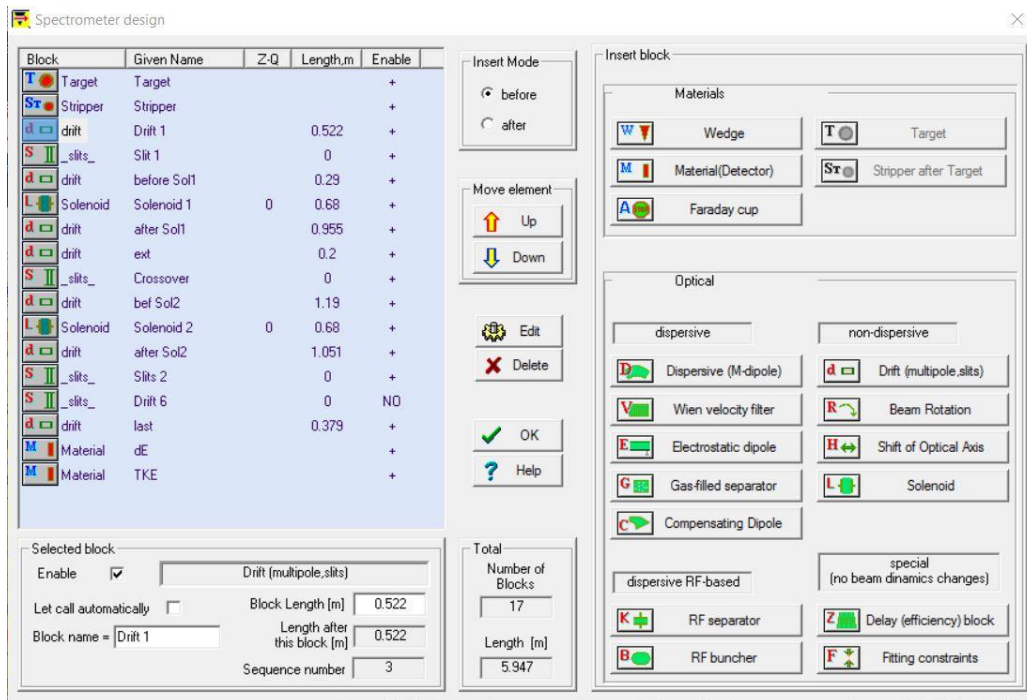 Spectrometer design
Block Given Name Z-Q Length,m Enable
T Target Target +
ST Stripper Stripper +
d drift Drift 1 0.522 +
S _slits_ Slit 1 0 +
d drift before Sol1 0.29 +
L Solenoid Solenoid 1 0 0.68 +
d drift after Sol1 0.955 +
d drift ext 0.2 +
S _slits_ Crossover 0 +
d drift bef Sol2 1.19 +
L Solenoid Solenoid 2 0 0.68 +
d drift after Sol2 1.051 +
S _slits_ Slits 2 0 +
S _slits_ Drift 6 0 NO
d drift last 0.379 +
M Material dE +
M Material TKE +
Insert Mode
before
after
Move element
Up
Down
Edit
Delete
OK
Help
Insert block
Materials
W Wedge T Target
M Material(Detector) ST Stripper after Target
A Faraday cup
Optical
dispersive non-dispersive
D Dispersive (M-dipole) d Drift (multipole,slits)
V Wien velocity filter R Beam Rotation
E Electrostatic dipole H Shift of Optical Axis
G Gas-filled separator L Solenoid
C Compensating Dipole
dispersive RF-based
special
(no beam dinamics changes)
K RF separator Z Delay (efficiency) block
B RF buncher F Fitting constraints
Selected block
Enable Drift (multipole,slits)
Let call automatically Block Length [m] 0.522
Block name = Drift 1
Length after
this block [m] 0.522
Sequence number 3
Total
Number of
Blocks
17
Length [m]
5.947